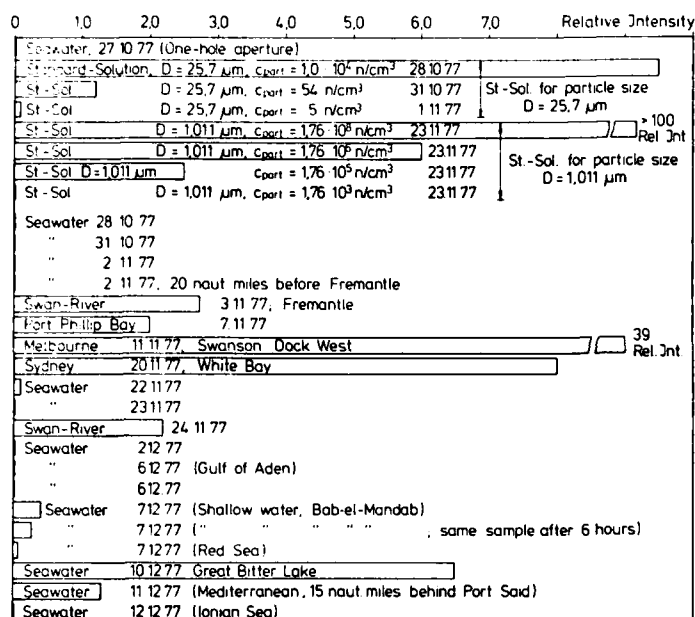 0 1,0 2,0 3,0 4,0 5,0 6,0 7,0 Relative Intensity
Seawater, 27 10 77 (One-hole aperture)
Standard-Solution, D = 25,7 µm, cpart = 1,0 · 10⁴ n/cm³ 28 10 77
St-Sol D = 25,7 µm, cpart = 54 n/cm³ 31 10 77
St-Sol. for particle size
D = 25,7 µm
St-Col D = 25,7 µm, cpart = 5 n/cm³ 1 11 77
St-Sol D = 1,011 µm, cpart = 1,76 · 10⁸ n/cm³ 23.11 77
> 100
Rel Jnt
St-Sol D = 1,011 µm, cpart = 1,76 10⁶ n/cm³ 23.11 77
St.-Sol. for particle size
D = 1,011 µm
St-Sol D = 1,011 µm cpart = 1,76 · 10⁵ n/cm³ 23 11 77
St-Sol D = 1,011 µm, cpart = 1,76 10³ n/cm³ 23.11 77
Seawater 28 10 77
" 31 10 77
" 2 11 77
" 2 11 77, 20 naut miles before Fremantle
Swan-River 3 11 77, Fremantle
Port Phillip Bay 7. 11 77
Melbourne 11 11 77, Swanson Dock West
39
Rel. Jnt
Sydney 20 11 77, White Bay
Seawater 22 11 77
" 23 11 77
Swan-River 24 11 77
Seawater 2 12 77
" 6 12 77 (Gulf of Aden)
" 6 12.77
Seawater 7 12 77 (Shallow water, Bab-el-Mandab)
" 7 12 77 (" " " " " , same sample after 6 hours)
" 7 12 77 (Red Sea)
Seawater 10 12 77 Great Bitter Lake
Seawater 11 12 77 (Mediterranean, 15 naut. miles behind Port Said)
Seawater 12 12 77 (Ionian Sea)